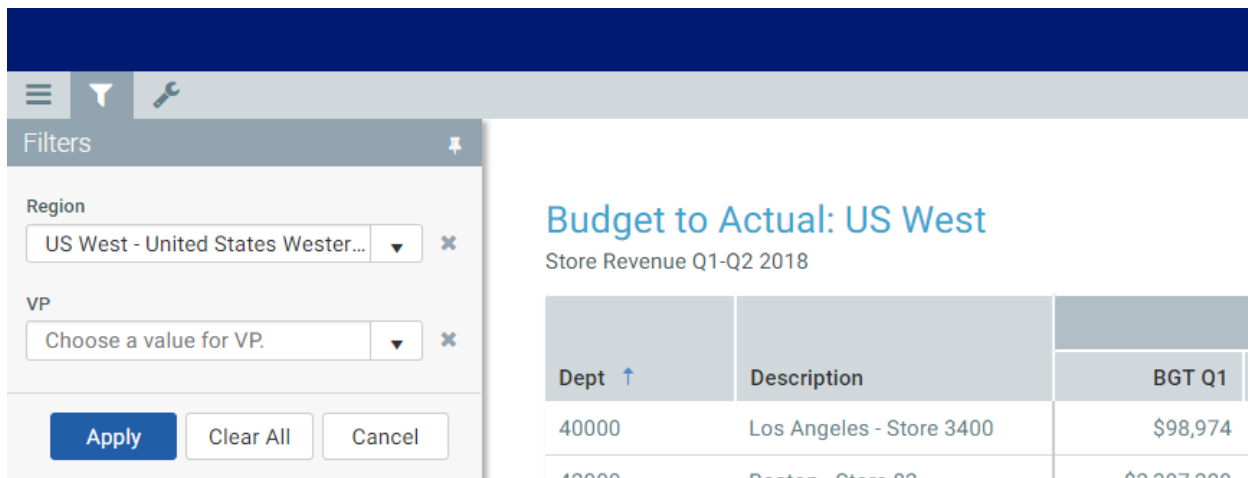 Filters
Region
US West - United States Wester...
VP
Choose a value for VP.
Apply Clear All Cancel
Budget to Actual: US West
Store Revenue Q1-Q2 2018
Dept Description BGT Q1
40000 Los Angeles - Store 3400 $98,974